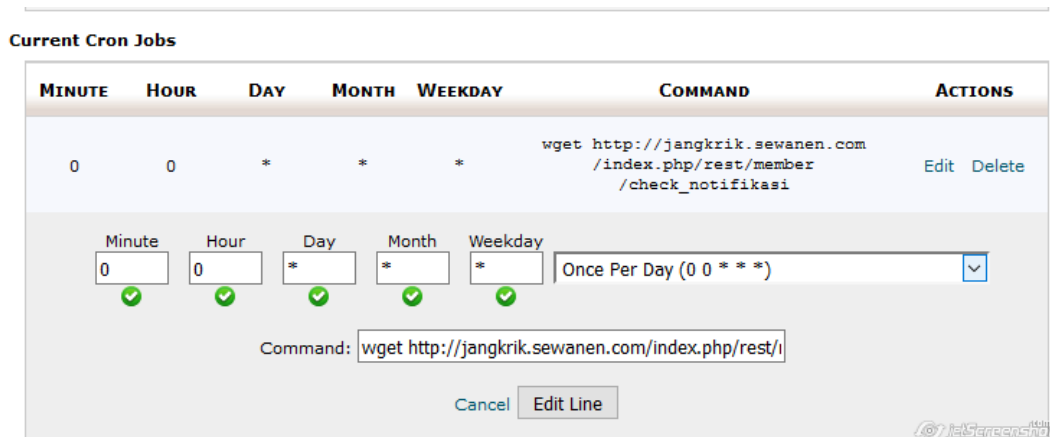 Current Cron Jobs
MINUTE HOUR DAY MONTH WEEKDAY COMMAND ACTIONS
0 0 * * * wget http://jangkrik.sewanen.com
/index.php/rest/member
/check_notifikasi
Edit Delete
Minute Hour Day Month Weekday
0 0 * * * Once Per Day (0 0 * * *)
Command: wget http://jangkrik.sewanen.com/index.php/rest/
Cancel Edit Line